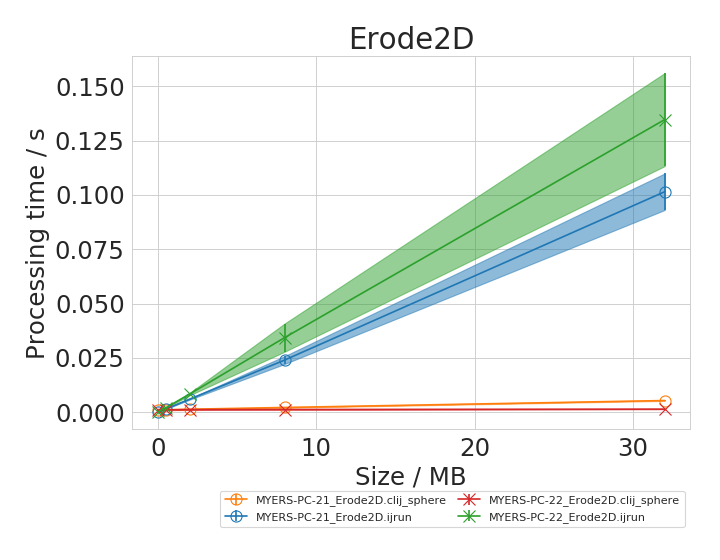 Erode2D
Processing time / s
0.150
0.125
0.100
0.075
0.050
0.025
0.000
0 10 20 30
Size / MB
MYERS-PC-21_Erode2D.clij_sphere MYERS-PC-22_Erode2D.clij_sphere
MYERS-PC-21_Erode2D.ijrun MYERS-PC-22_Erode2D.ijrun